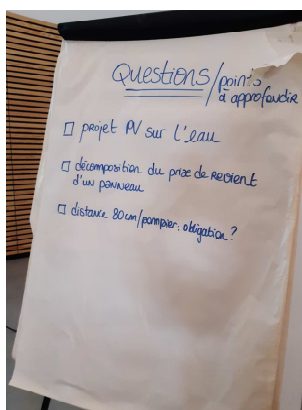 Questions / points
à approfondir
□ projet PV sur l'eau
□ décomposition du prix de revient
d'un panneau
□ distance 80cm/pompier: obligation?